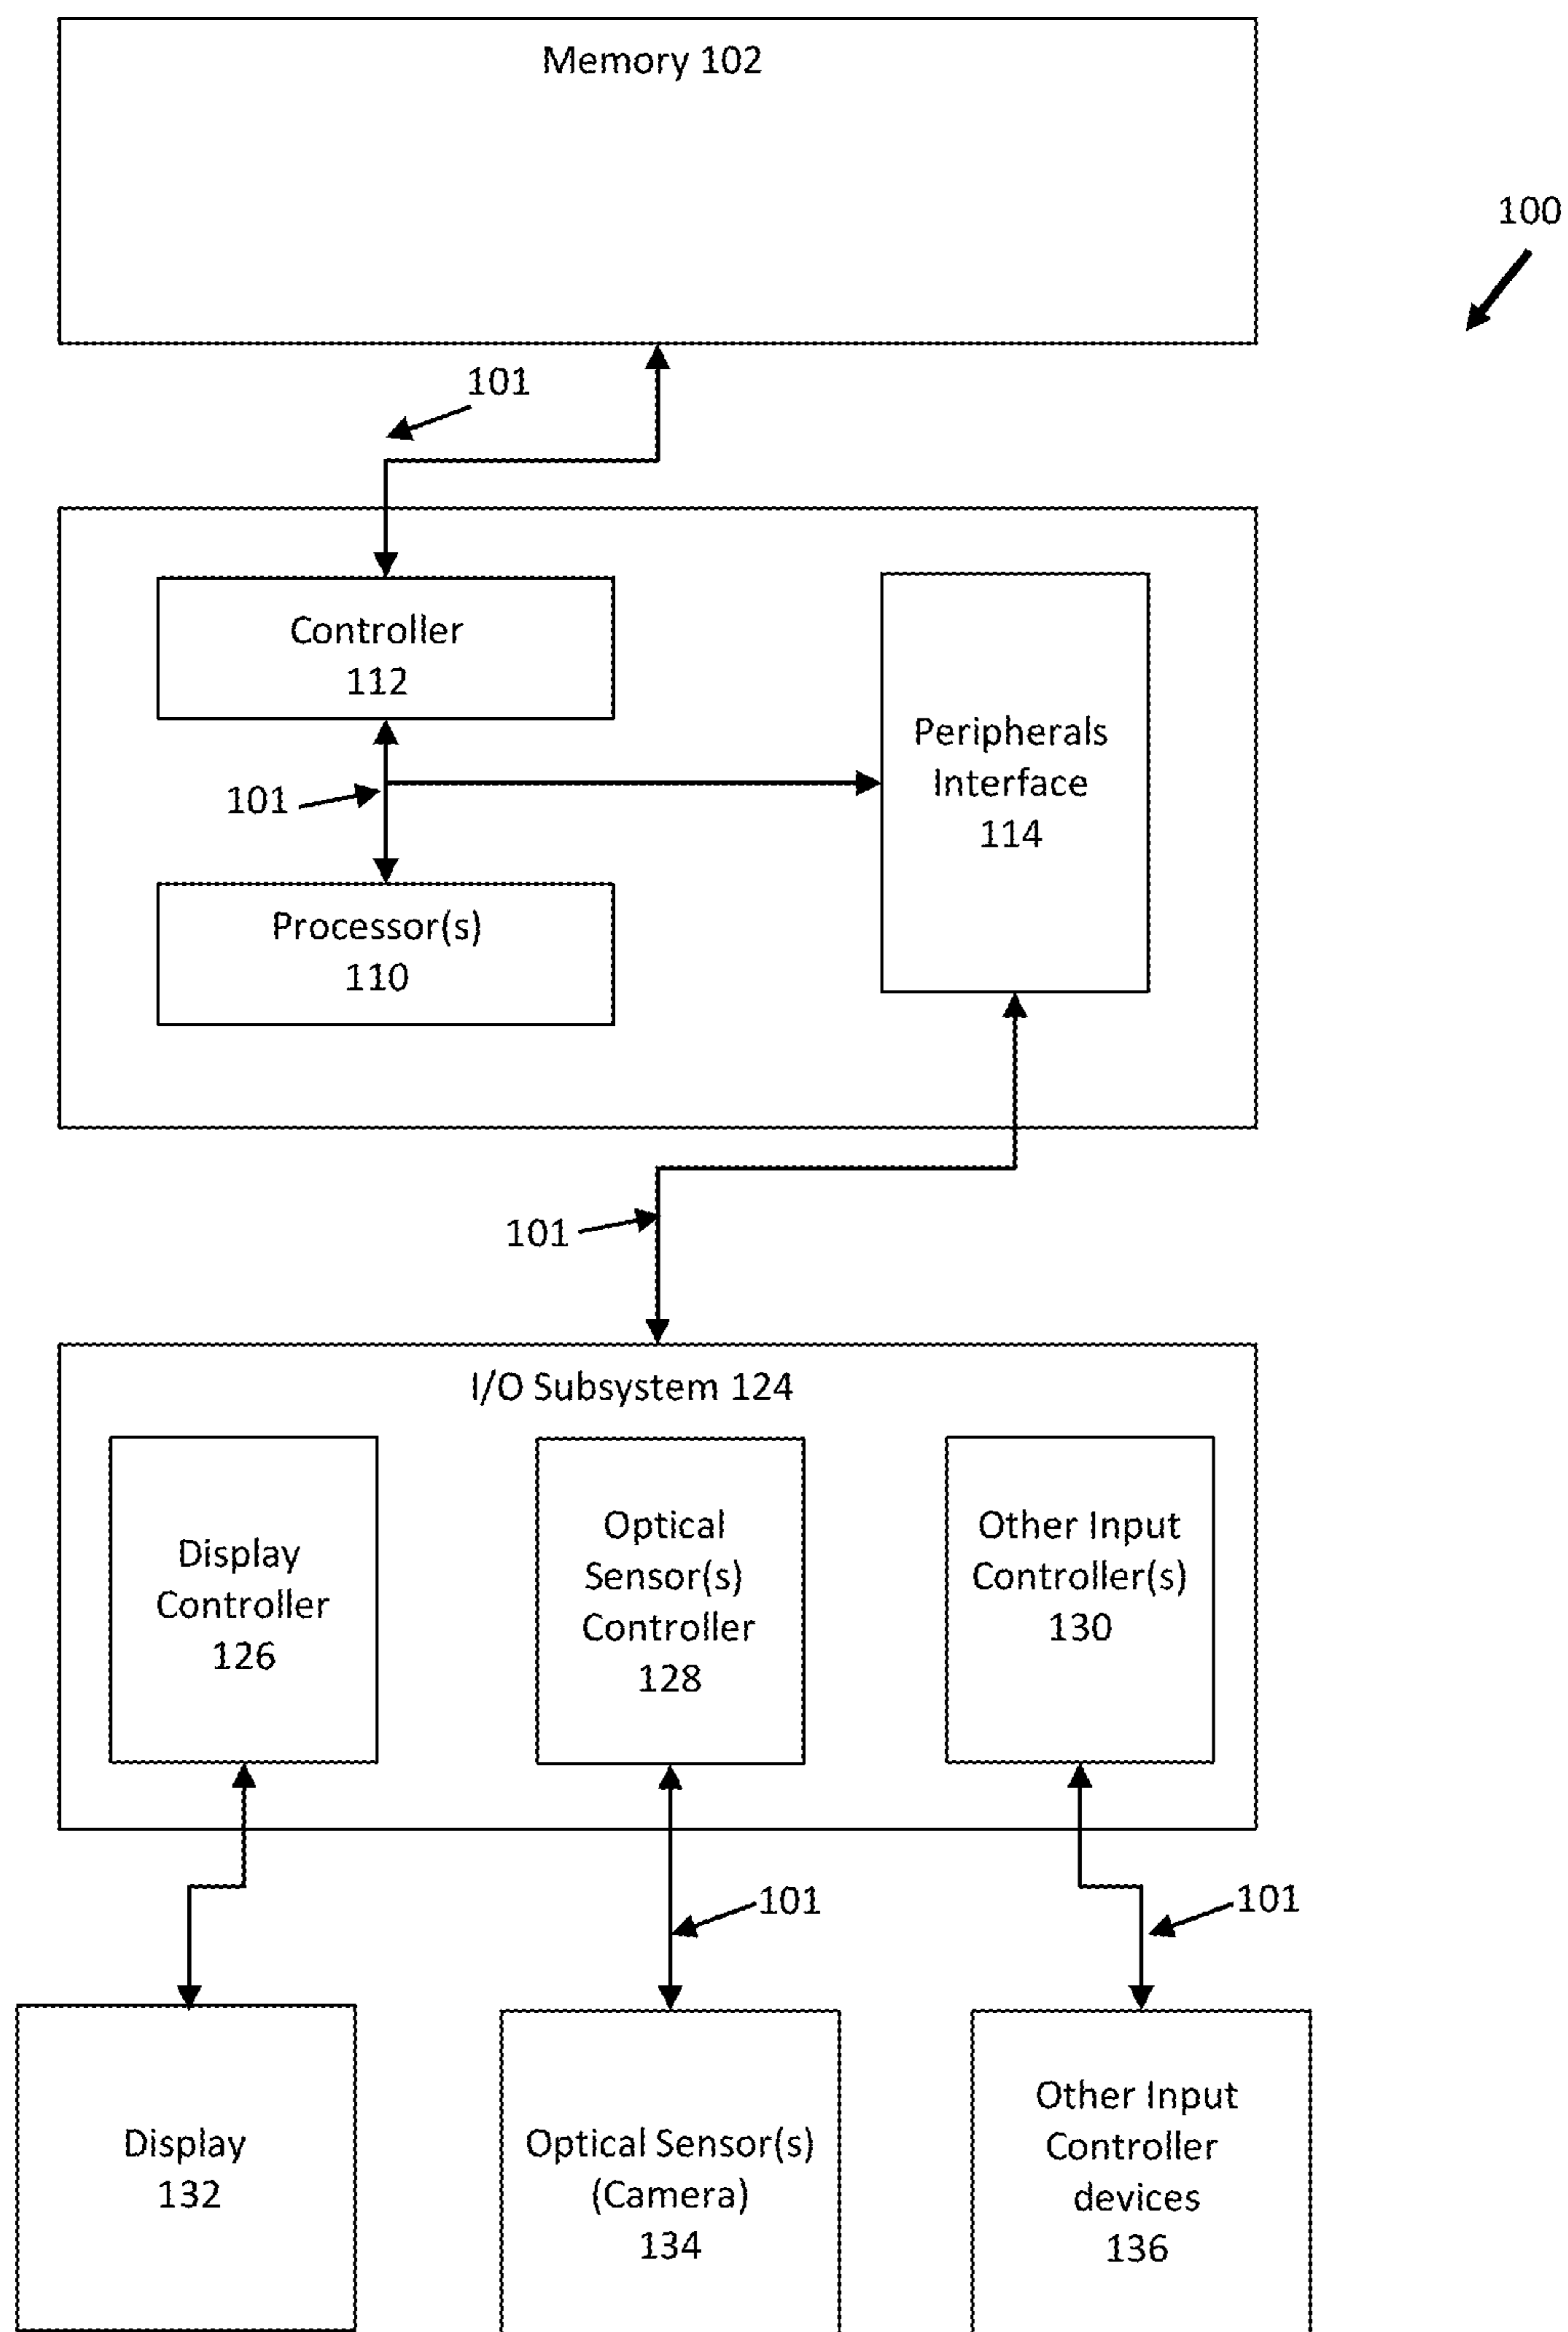 Memory 102
100
101
Controller
112
Peripherals
Interface
114
101
Processor(s)
110
101
I/O Subsystem 124
Display
Controller
126
Optical
Sensor(s)
Controller
128
Other Input
Controller(s)
130
101
101
Display
132
Optical Sensor(s)
(Camera)
134
Other Input
Controller
devices
136